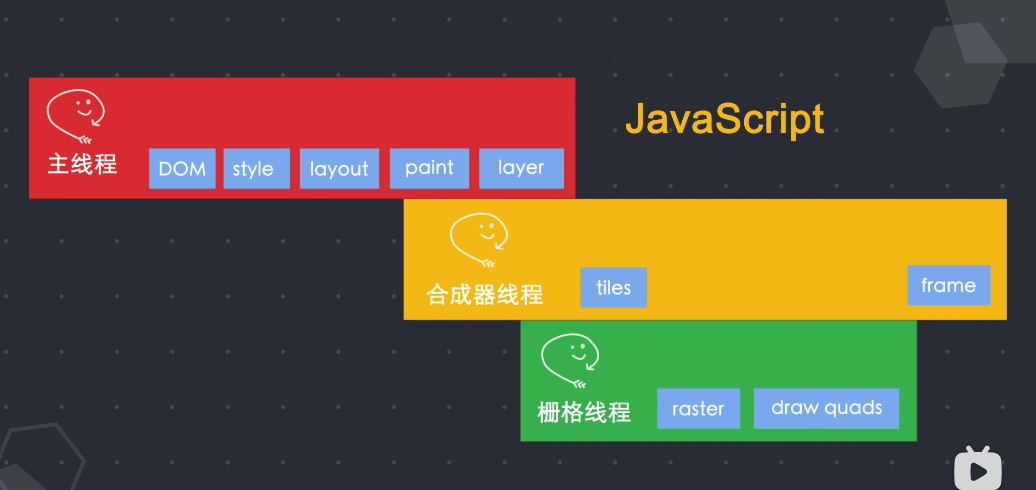 JavaScript
主线程
DOM style layout paint layer
合成器线程
tiles
frame
栅格线程
raster
draw quads